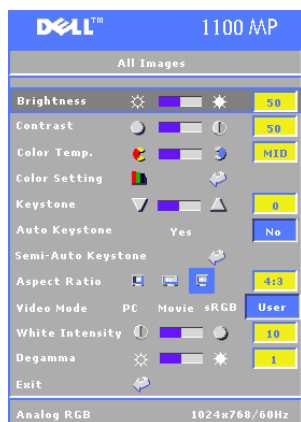 DELL™ 1100 MP
All Images
Brightness 50
Contrast 50
Color Temp. MID
Color Setting
Keystone 0
Auto Keystone Yes No
Semi-Auto Keystone
Aspect Ratio 4:3
Video Mode PC Movie sRGB User
White Intensity 10
Degamma 1
Exit
Analog RGB 1024x768/60Hz